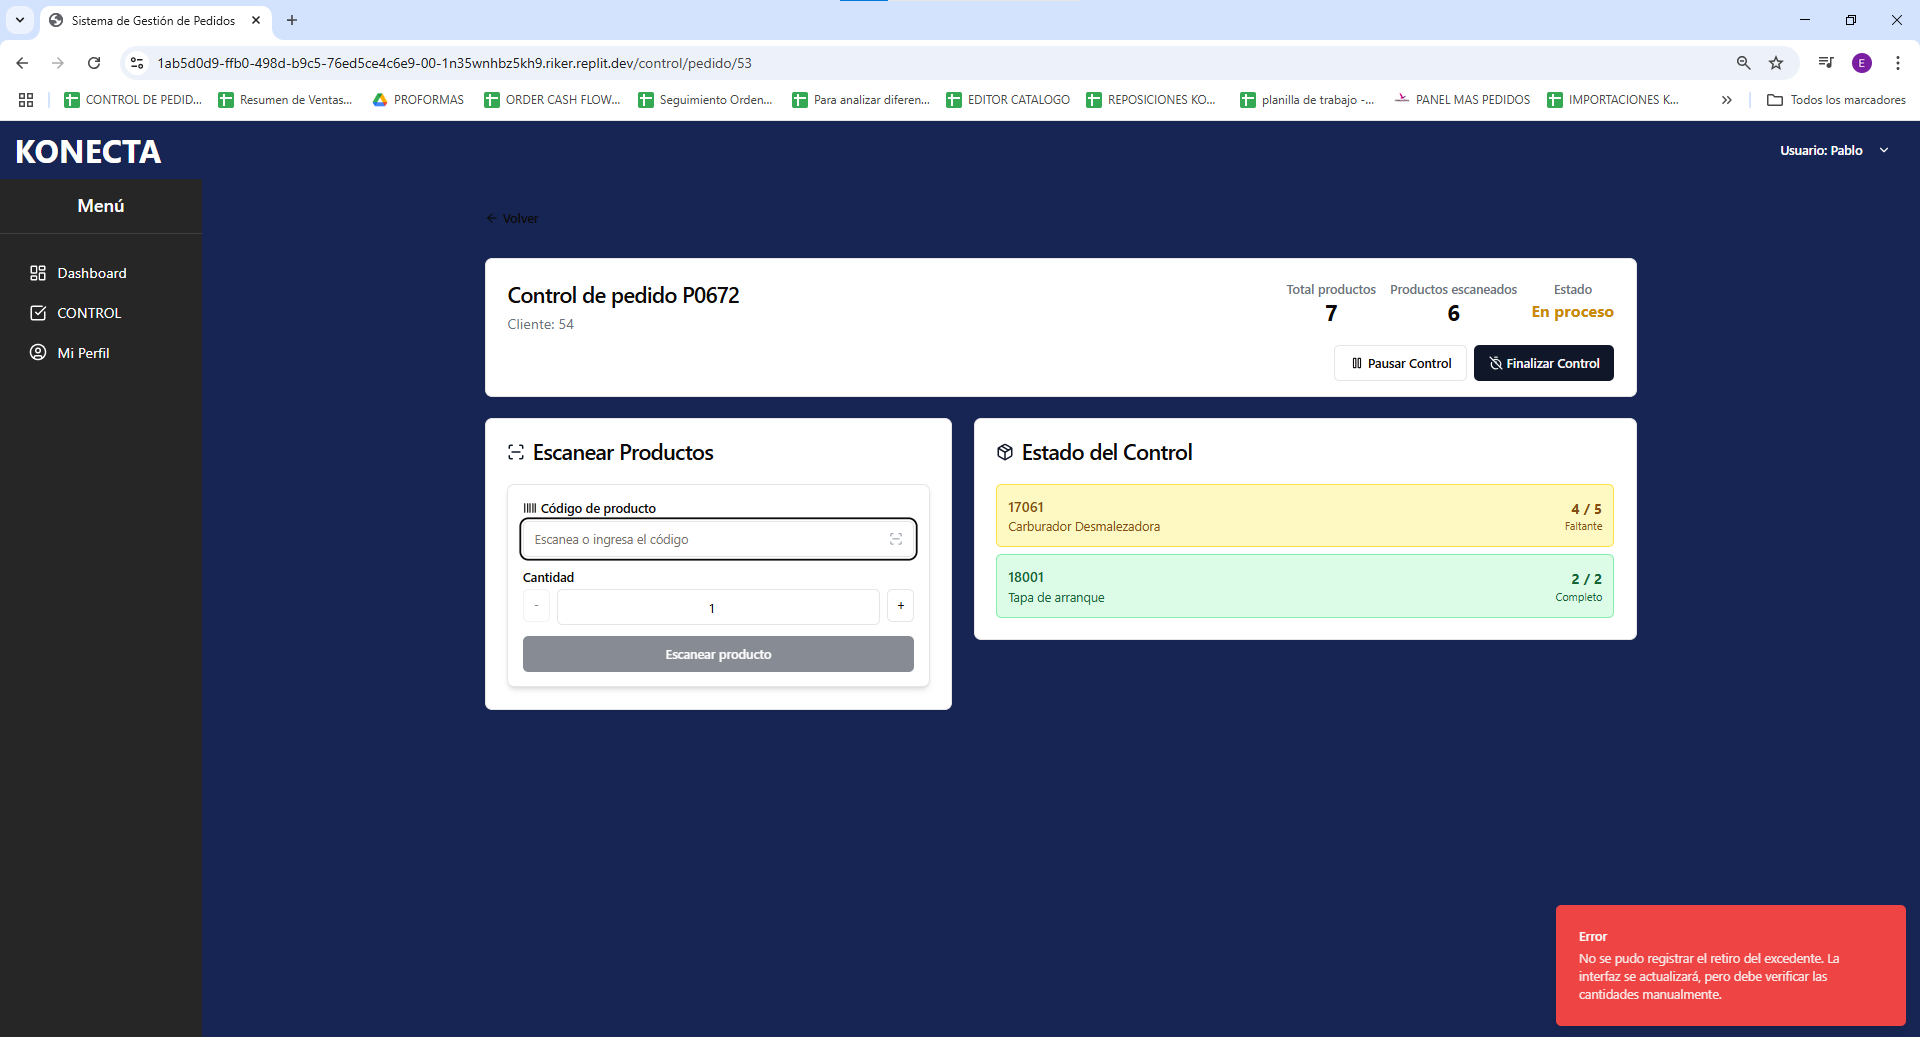 Sistema de Gestión de Pedidos
1ab5d0d9-ffb0-498d-b9c5-76ed5ce4c6e9-00-1n35wnhbz5kh9.riker.replit.dev/control/pedido/53
E
CONTROL DE PEDID...
Resumen de Ventas...
PROFORMAS
ORDER CASH FLOW...
Seguimiento Orden...
Para analizar diferen...
EDITOR CATALOGO
REPOSICIONES KO...
planilla de trabajo -...
PANEL MAS PEDIDOS
IMPORTACIONES K...
Todos los marcadores
KONECTA
Usuario: Pablo
Menú
Dashboard
CONTROL
Mi Perfil
Volver
Control de pedido P0672
Cliente: 54
Total productos
7
Productos escaneados
6
Estado
En proceso
Pausar Control
Finalizar Control
Escanear Productos
Código de producto
Escanea o ingresa el código
Cantidad
-
1
+
Escanear producto
Estado del Control
17061
Carburador Desmalezadora
4 / 5
Faltante
18001
Tapa de arranque
2 / 2
Completo
Error
No se pudo registrar el retiro del excedente. La
interfaz se actualizará, pero debe verificar las
cantidades manualmente.